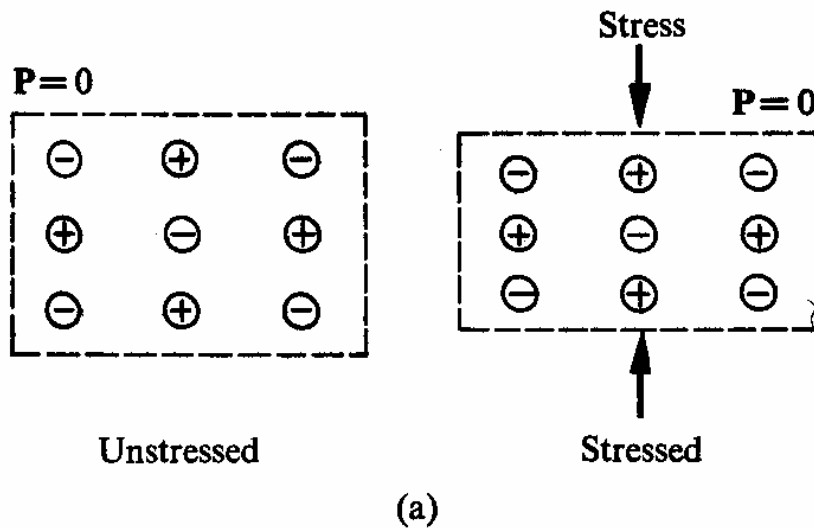 Stress
P=0
P=0
− + −
− + −
+ − +
+ − +
− + −
− + −
Unstressed
Stressed
(a)